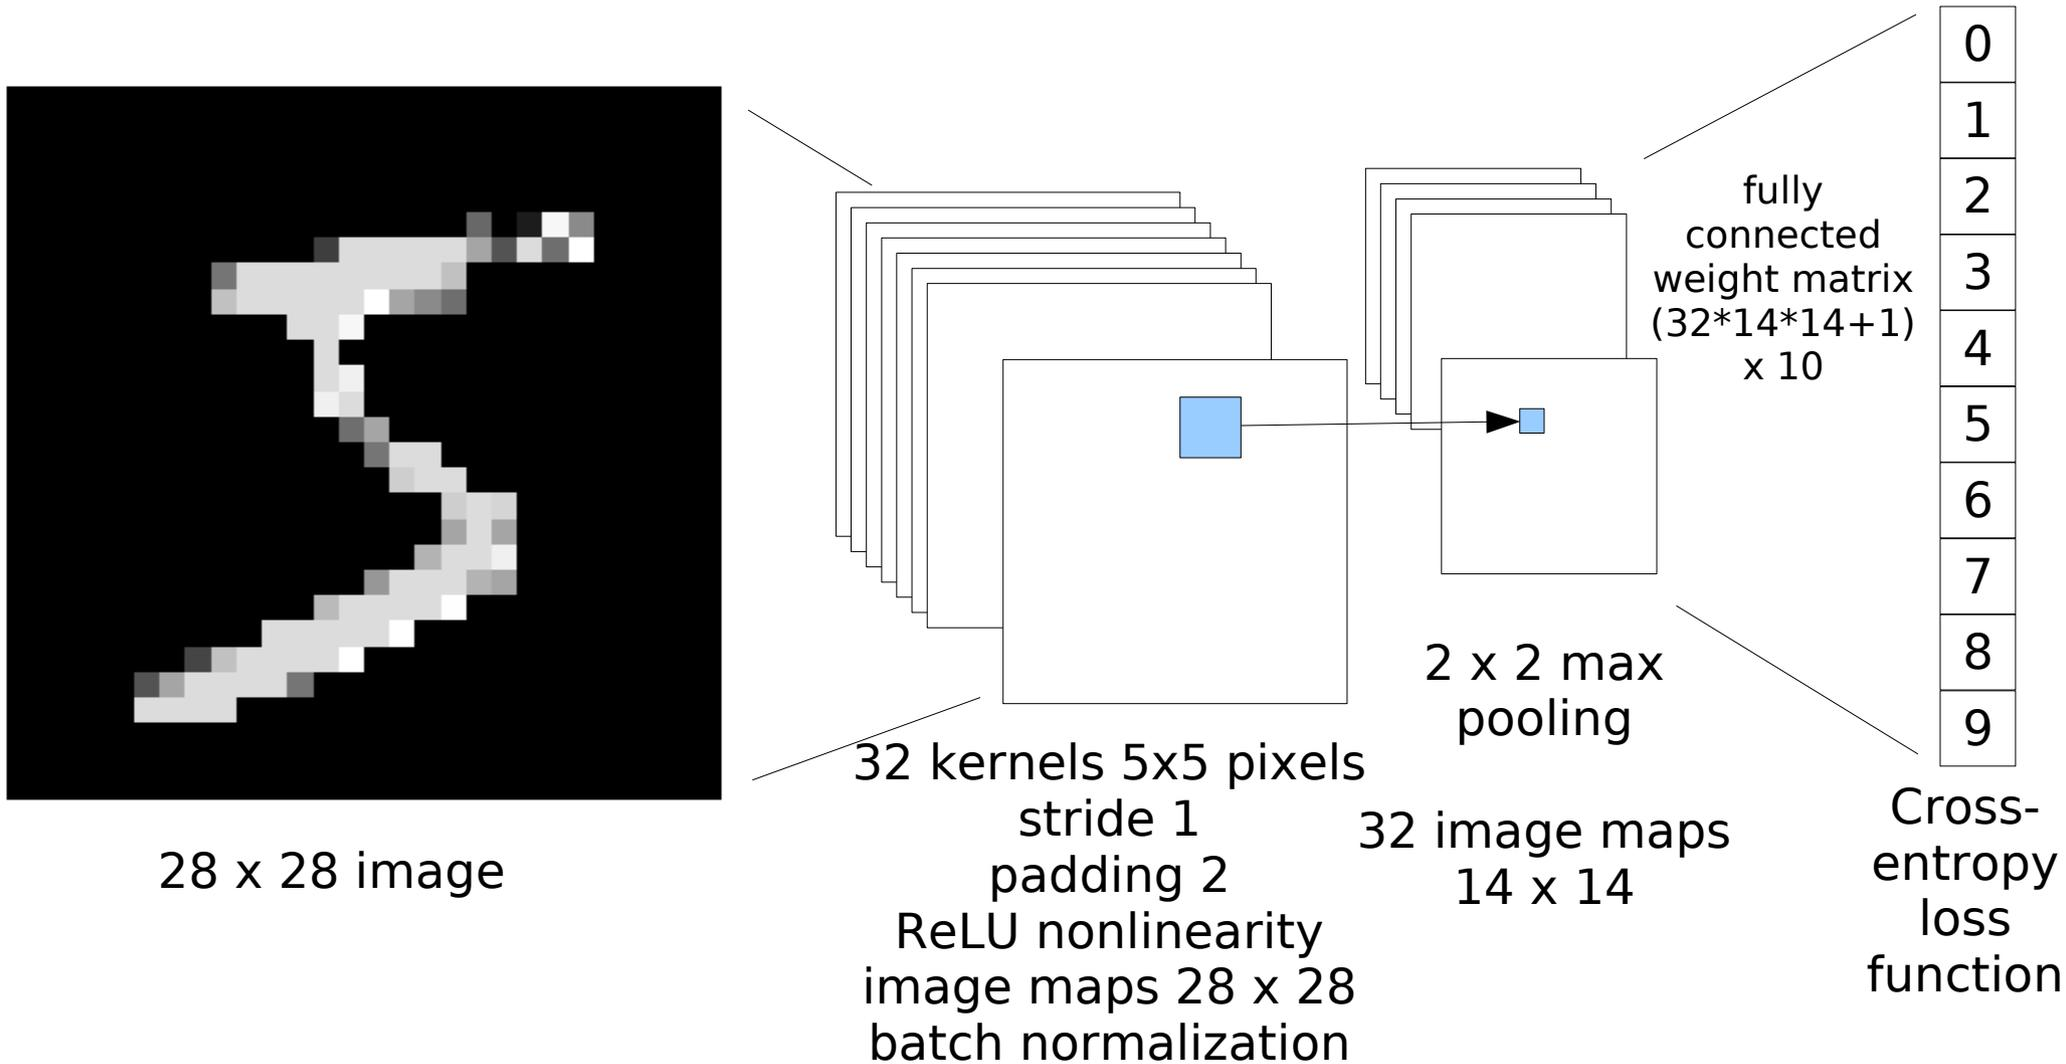 28 x 28 image
32 kernels 5x5 pixels
stride 1
padding 2
ReLU nonlinearity
image maps 28 x 28
batch normalization
2 x 2 max
pooling
32 image maps
14 x 14
fully
connected
weight matrix
(32*14*14+1)
x 10
0
1
2
3
4
5
6
7
8
9
Cross-
entropy
loss
function